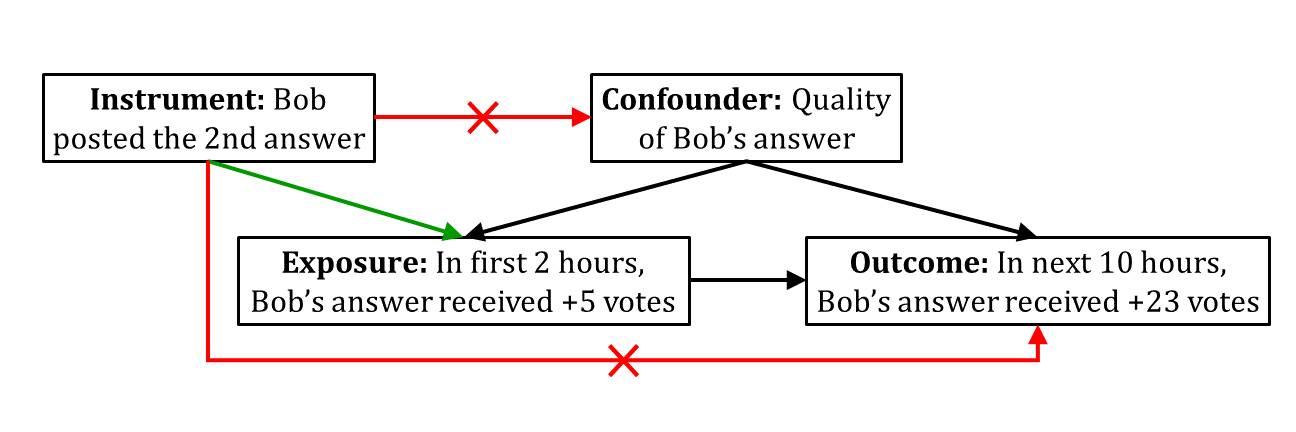 Instrument: Bob
posted the 2nd answer
Confounder: Quality
of Bob's answer
Exposure: In first 2 hours,
Bob's answer received +5 votes
Outcome: In next 10 hours,
Bob's answer received +23 votes